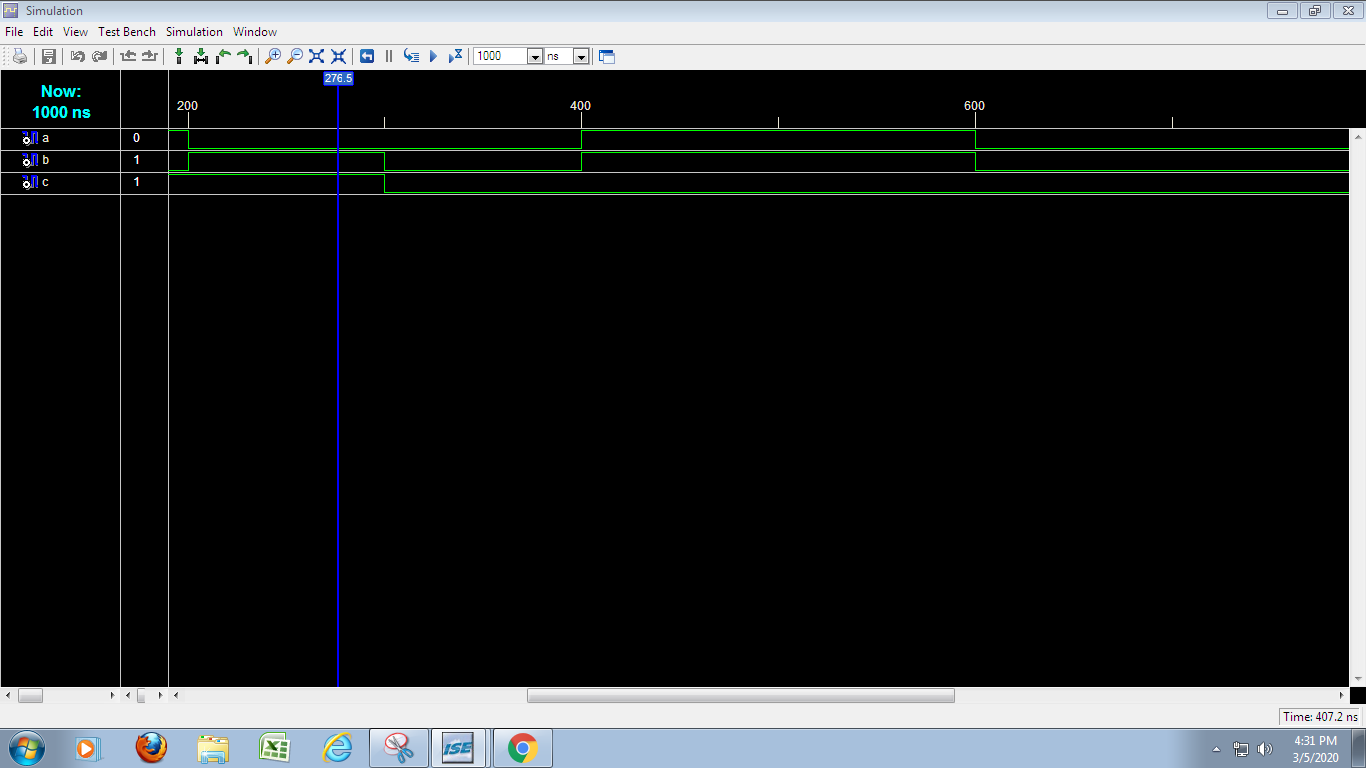 Simulation
File Edit View Test Bench Simulation Window
1000 ns
276.5
Now:
1000 ns
200 400 600
a 0
b 1
c 1
Time: 407.2 ns
ISE
4:31 PM
3/5/2020